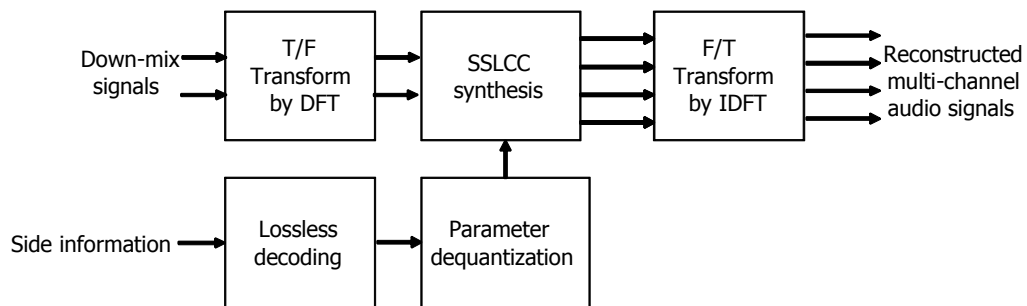 Down-mix
signals
T/F
Transform
by DFT
SSLCC
synthesis
F/T
Transform
by IDFT
Reconstructed
multi-channel
audio signals
Side information
Lossless
decoding
Parameter
dequantization